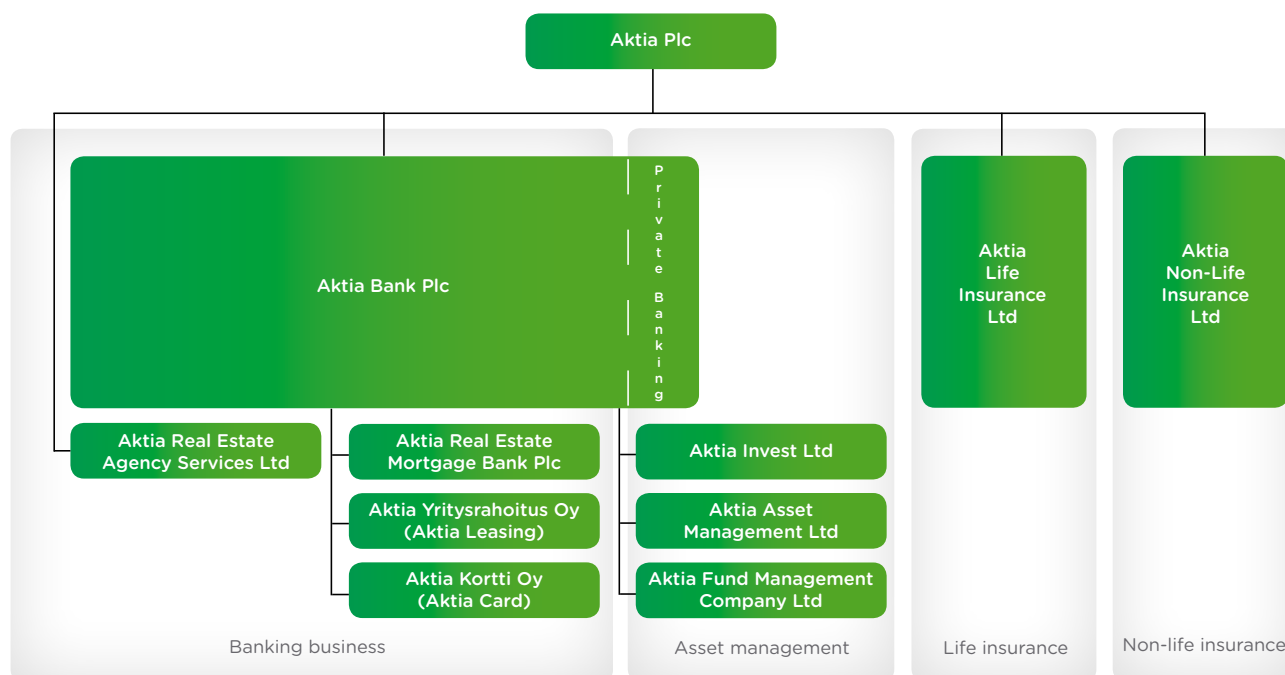 Aktia Plc
Aktia Bank Plc
Private Banking
Aktia
Life
Insurance
Ltd
Aktia
Non-Life
Insurance
Ltd
Aktia Real Estate
Agency Services Ltd
Aktia Real Estate
Mortgage Bank Plc
Aktia Invest Ltd
Aktia Yritysrahoitus Oy
(Aktia Leasing)
Aktia Asset
Management Ltd
Aktia Kortti Oy
(Aktia Card)
Aktia Fund Management
Company Ltd
Banking business
Asset management
Life insurance
Non-life insurance